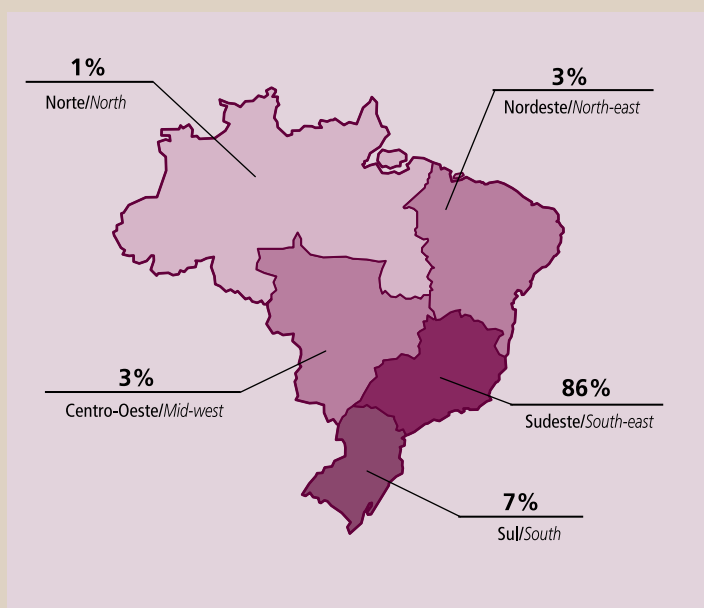 1%
Norte/North
3%
Nordeste/North-east
3%
Centro-Oeste/Mid-west
86%
Sudeste/South-east
7%
Sul/South